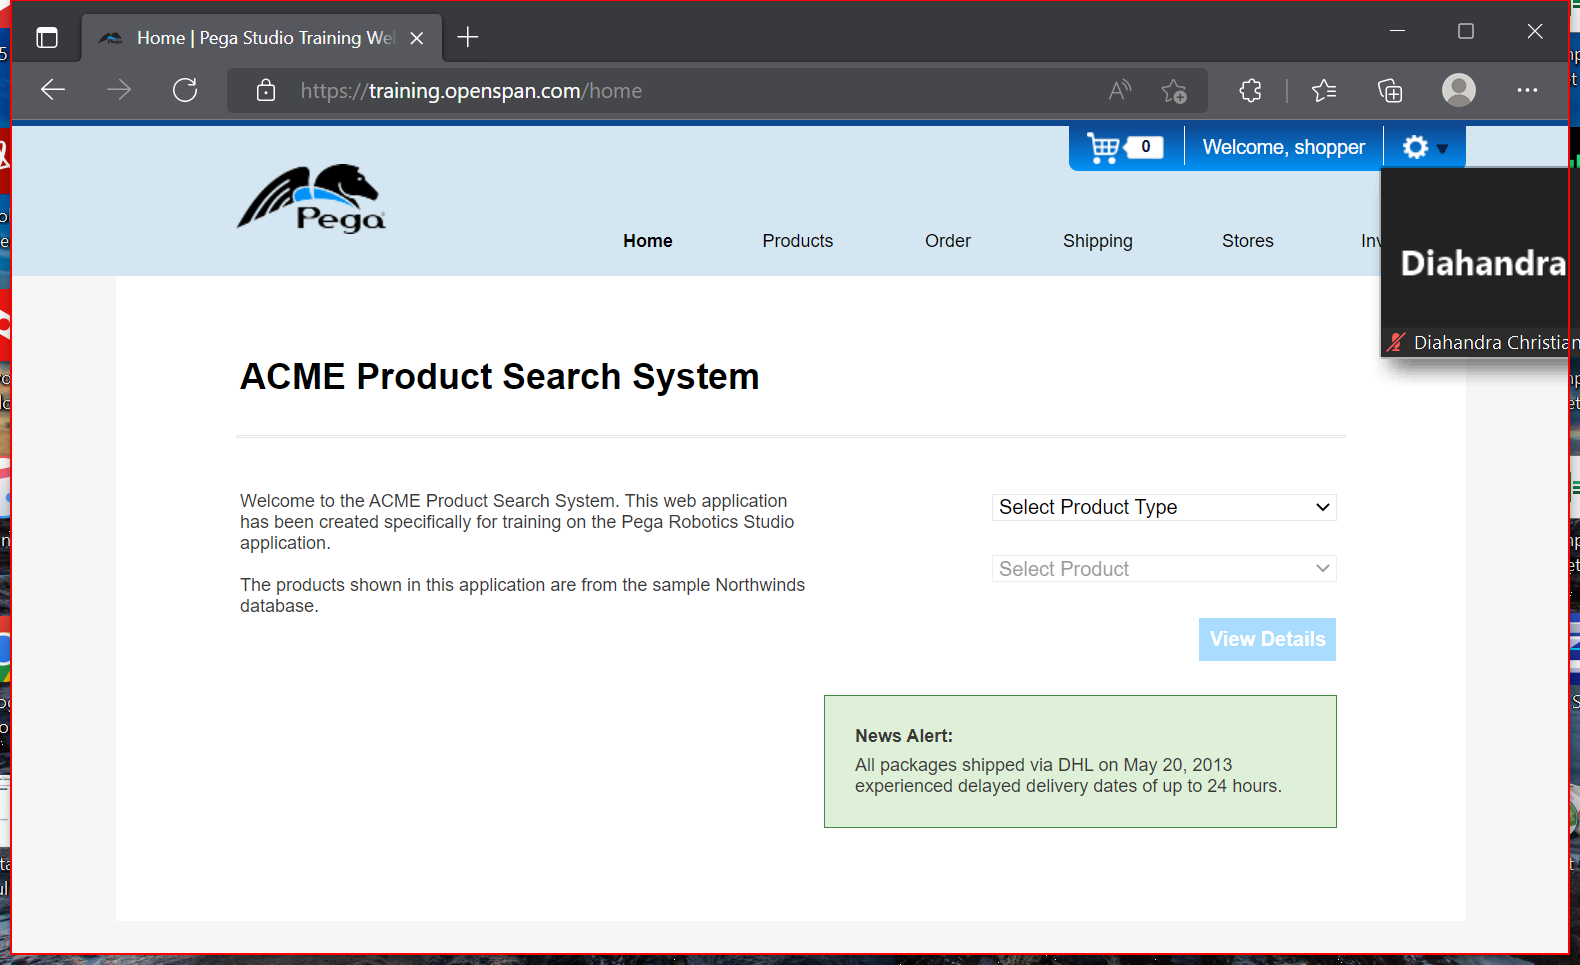 Home | Pega Studio Training We
https://training.openspan.com/home
0
Welcome, shopper
Pega
Home
Products
Order
Shipping
Stores
Diahandra
Diahandra Christian
ACME Product Search System
Welcome to the ACME Product Search System. This web application
has been created specifically for training on the Pega Robotics Studio
application.
The products shown in this application are from the sample Northwinds
database.
Select Product Type
Select Product
View Details
News Alert:
All packages shipped via DHL on May 20, 2013
experienced delayed delivery dates of up to 24 hours.